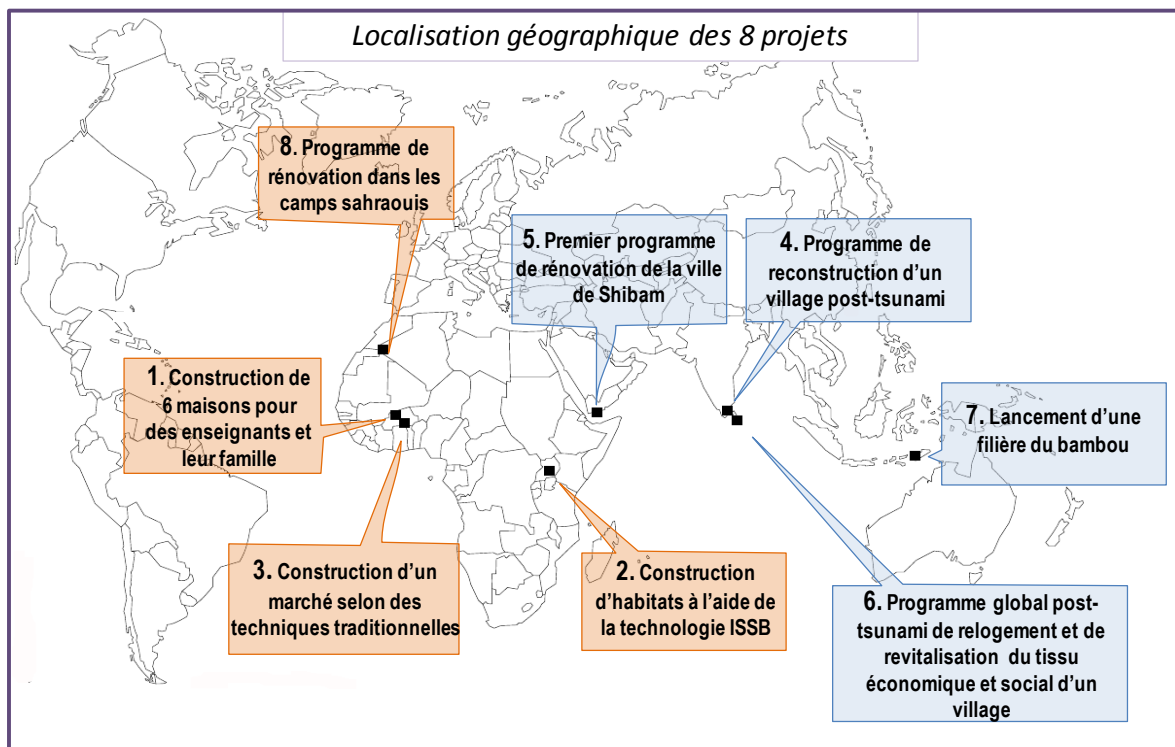 Localisation géographique des 8 projets
8. Programme de
rénovation dans les
camps sahraouis
5. Premier programme
de rénovation de la ville
de Shibam
4. Programme de
reconstruction d'un
village post-tsunami
1. Construction de
6 maisons pour
des enseignants et
leur famille
7. Lancement d'une
filière du bambou
3. Construction d'un
marché selon des
techniques traditionnelles
2. Construction
d'habitats à l'aide de
la technologie ISSB
6. Programme global post-
tsunami de relogement et de
revitalisation du tissu
économique et social d'un
village